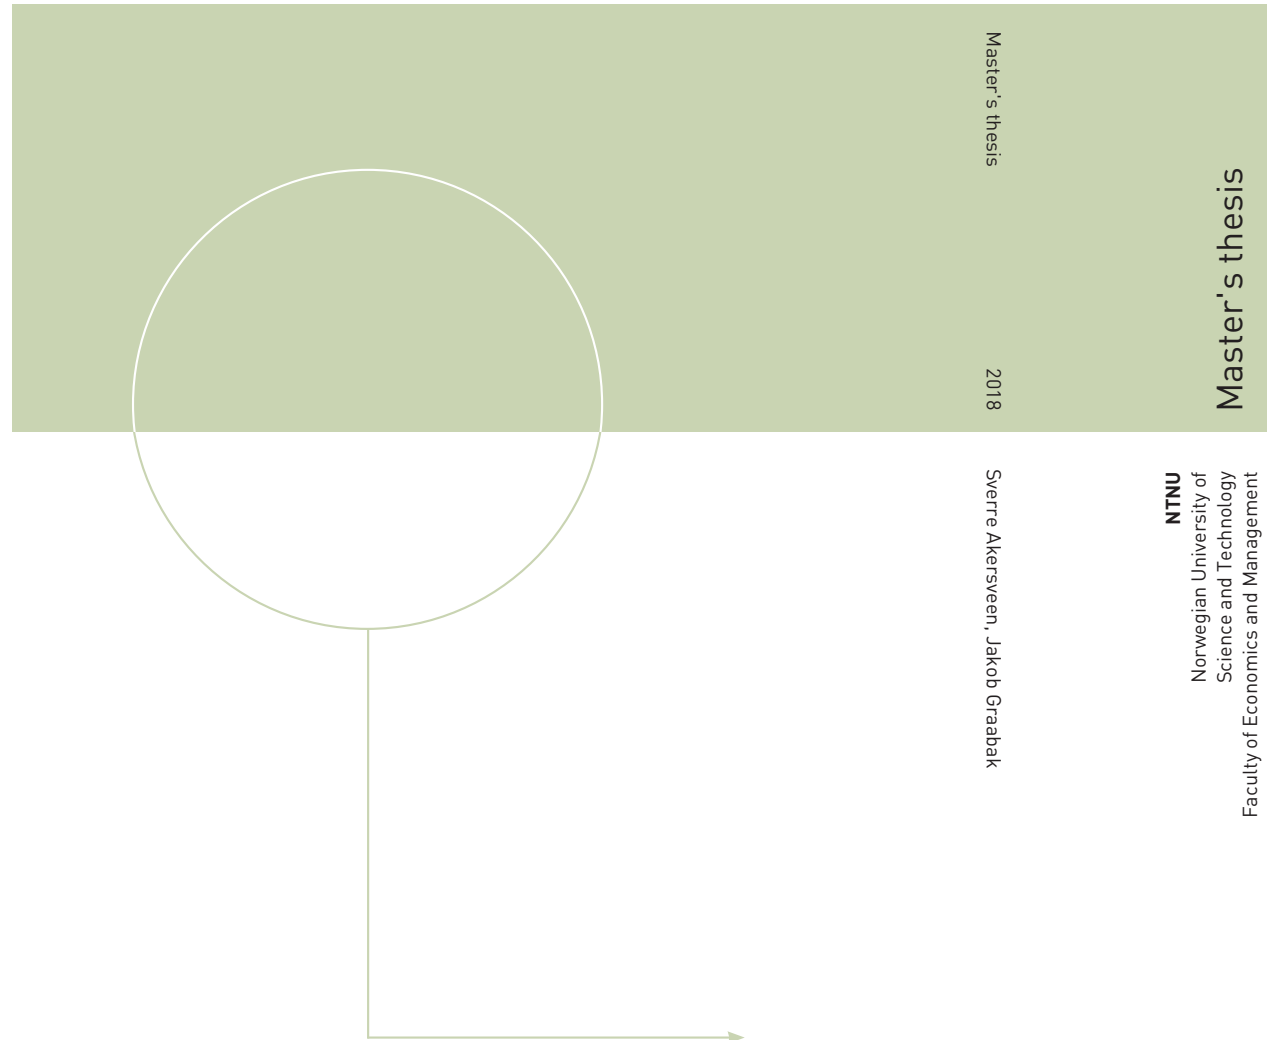 Master's thesis
2018
Sverre Akersveen, Jakob Graabak
Master's thesis
NTNU
Norwegian University of
Science and Technology
Faculty of Economics and Management